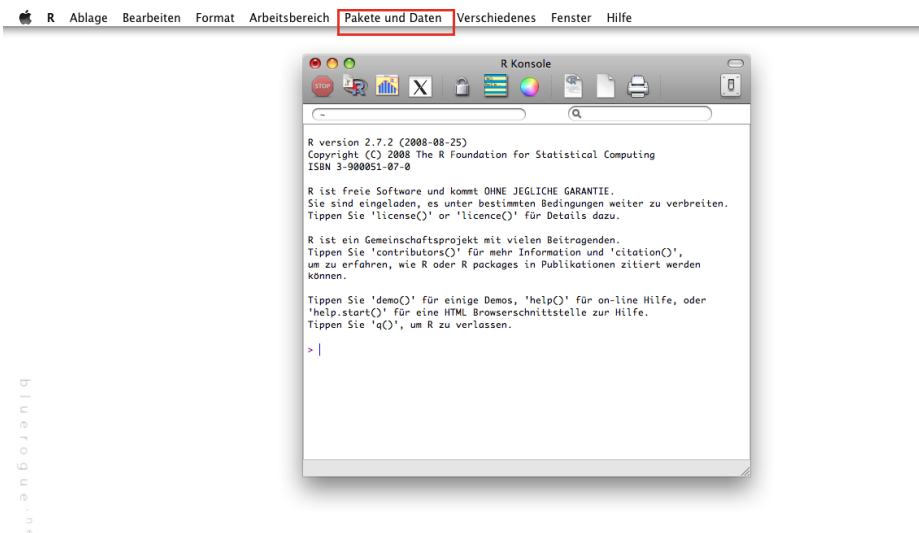 R Ablage Bearbeiten Format Arbeitsbereich Pakete und Daten Verschiedenes Fenster Hilfe
R Konsole
STOP
R version 2.7.2 (2008-08-25)
Copyright (C) 2008 The R Foundation for Statistical Computing
ISBN 3-900051-07-0
R ist freie Software und kommt OHNE JEGLICHE GARANTIE.
Sie sind eingeladen, es unter bestimmten Bedingungen weiter zu verbreiten.
Tippen Sie 'license()' or 'licence()' für Details dazu.
R ist ein Gemeinschaftsprojekt mit vielen Beitragenden.
Tippen Sie 'contributors()' für mehr Information und 'citation()',
um zu erfahren, wie R oder R packages in Publikationen zitiert werden
können.
Tippen Sie 'demo()' für einige Demos, 'help()' für on-line Hilfe, oder
'help.start()' für eine HTML Browserschnittstelle zur Hilfe.
Tippen Sie 'q()', um R zu verlassen.
>
bluerogue.ne